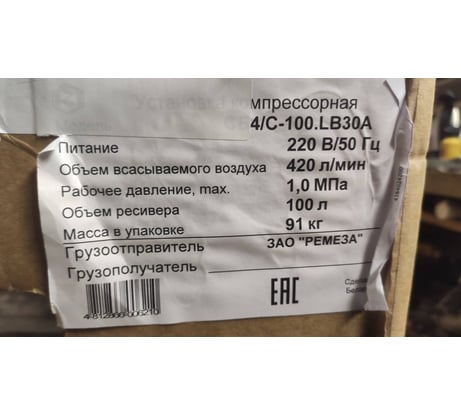 Установка компрессорная
4/С-100.LB30A
Питание 220 В/50 Гц
Объем всасываемого воздуха 420 л/мин
Рабочее давление, max. 1,0 МПа
Объем ресивера 100 л
Масса в упаковке 91 кг
Грузоотправитель ЗАО "РЕМЕЗА"
Грузополучатель
EAC